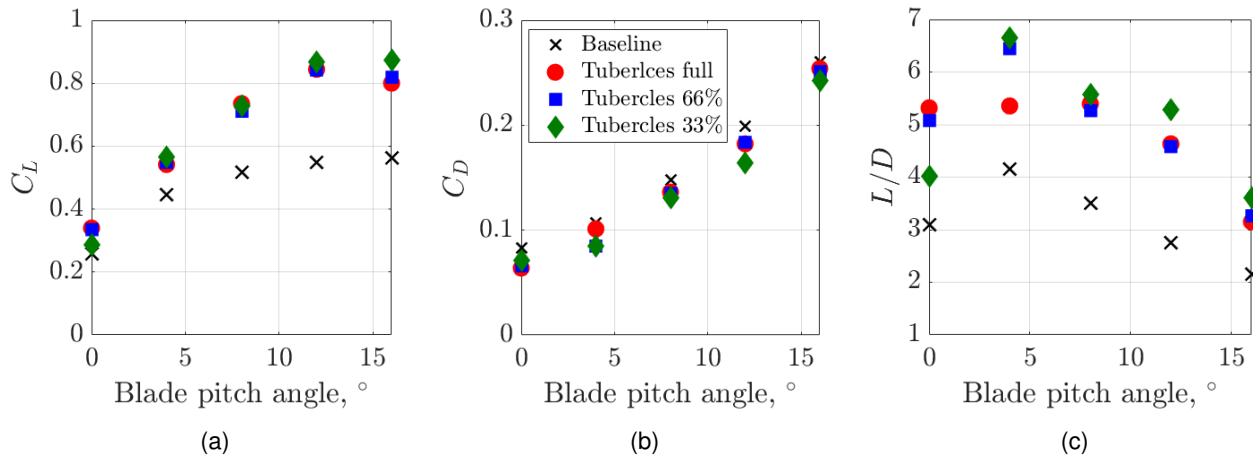 1
0.8
0.6
0.4
0.2
0
0
5
10
15
C_L
Blade pitch angle, °
(a)
0.3
0.2
0.1
0
0
5
10
15
C_D
Baseline
Tuberlces full
Tubercles 66%
Tubercles 33%
Blade pitch angle, °
(b)
7
6
5
4
3
2
1
0
5
10
15
L/D
Blade pitch angle, °
(c)